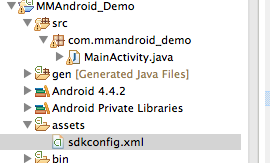 MMAndroid_Demo
src
com.mmandroid_demo
MainActivity.java
gen [Generated Java Files]
Android 4.4.2
Android Private Libraries
assets
sdkconfig.xml
bin